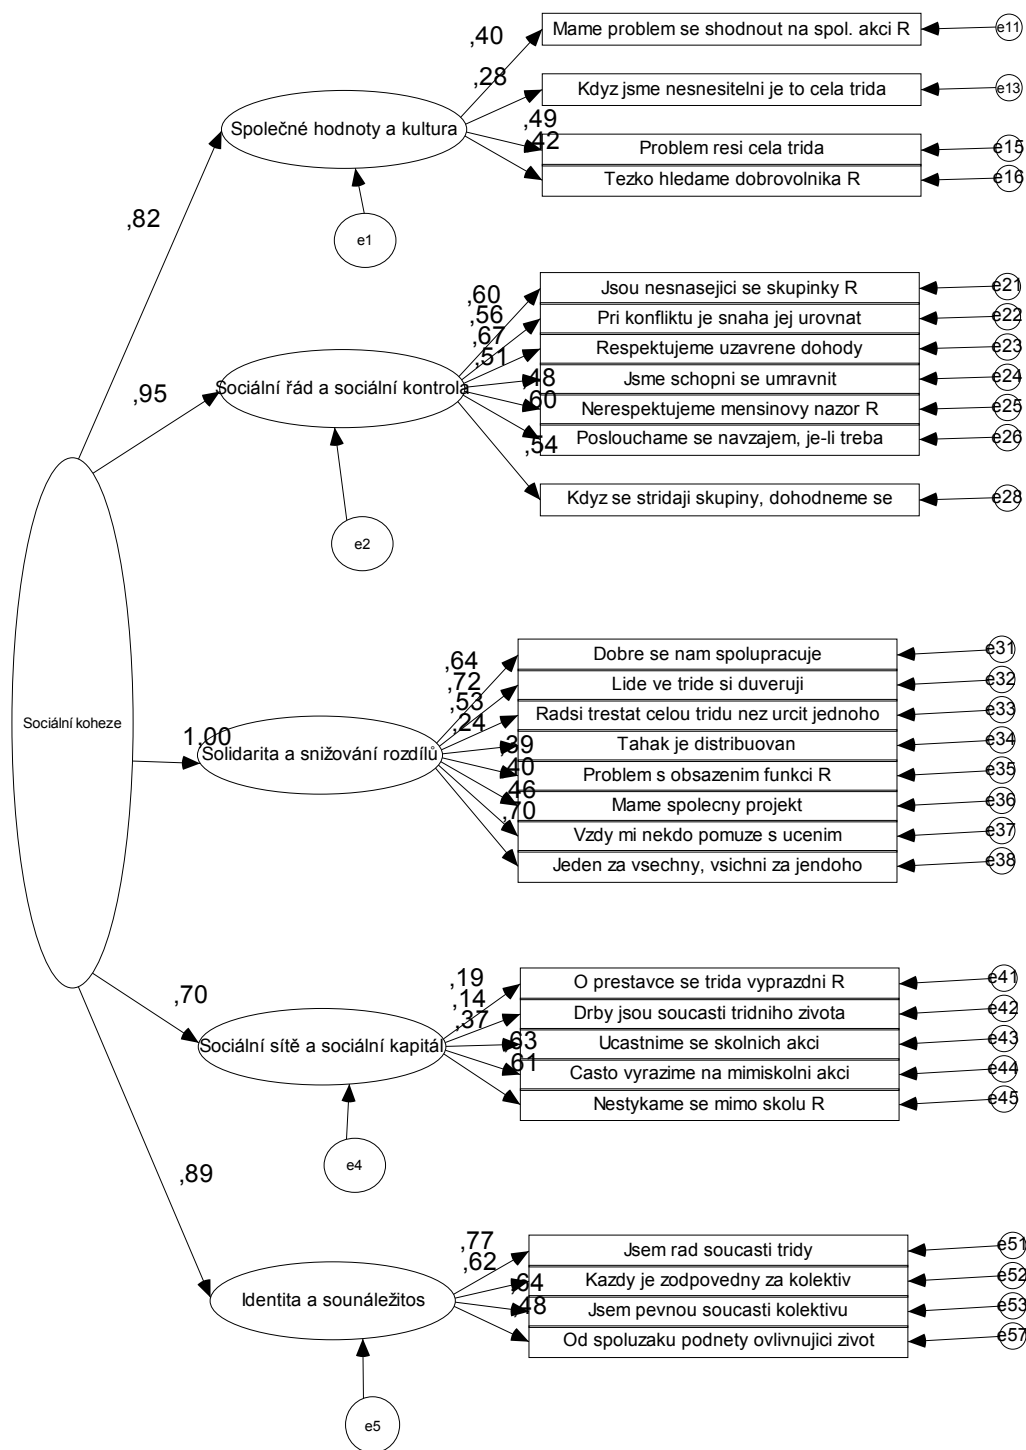 ,40
Mame problem se shodnout na spol. akci R
e11
,28
Kdyz jsme nesnesitelni je to cela trida
e13
Společné hodnoty a kultura
,49
Problem resi cela trida
e15
,42
Tezko hledame dobrovolnika R
e16
,82
e1
,60
Jsou nesnasejici se skupinky R
e21
,56
Pri konfliktu je snaha jej urovnat
e22
,67
Respektujeme uzavrene dohody
e23
,51
Jsme schopni se umravnit
e24
Sociální řád a sociální kontrola
,95
,48
Nerespektujeme mensinovy nazor R
e25
,60
Poslouchame se navzajem, je-li treba
e26
,54
Kdyz se stridaji skupiny, dohodneme se
e28
e2
,64
Dobre se nam spolupracuje
e31
,72
Lide ve tride si duveruji
e32
,53
Radsi trestat celou tridu nez urcit jednoho
e33
,24
Tahak je distribuovan
e34
Sociální koheze
1,00
Solidarita a snižování rozdílů
,39
Problem s obsazenim funkci R
e35
,40
Mame spolecny projekt
e36
,46
Vzdy mi nekdo pomuze s ucenim
e37
,70
Jeden za vsechny, vsichni za jendoho
e38
,19
O prestavce se trida vyprazdni R
e41
,14
Drby jsou soucasti tridniho zivota
e42
,70
,37
Ucastnime se skolnich akci
e43
Sociální sítě a sociální kapitál
,63
Casto vyrazime na mimiskolni akci
e44
,61
Nestykame se mimo skolu R
e45
e4
,89
,77
Jsem rad soucasti tridy
e51
,62
Kazdy je zodpovedny za kolektiv
e52
Identita a sounáležitos
,64
Jsem pevnou soucasti kolektivu
e53
,48
Od spoluzaku podnety ovlivnujici zivot
e57
e5